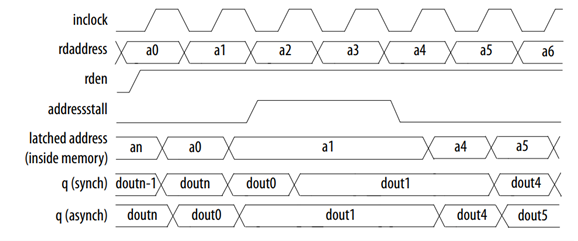 inclock
rdaddress a0 a1 a2 a3 a4 a5 a6
rden
addressstall
latched address
(inside memory) an a0 a1 a4 a5
q (synch) doutn-1 doutn dout0 dout1 dout4
q (asynch) doutn dout0 dout1 dout4 dout5